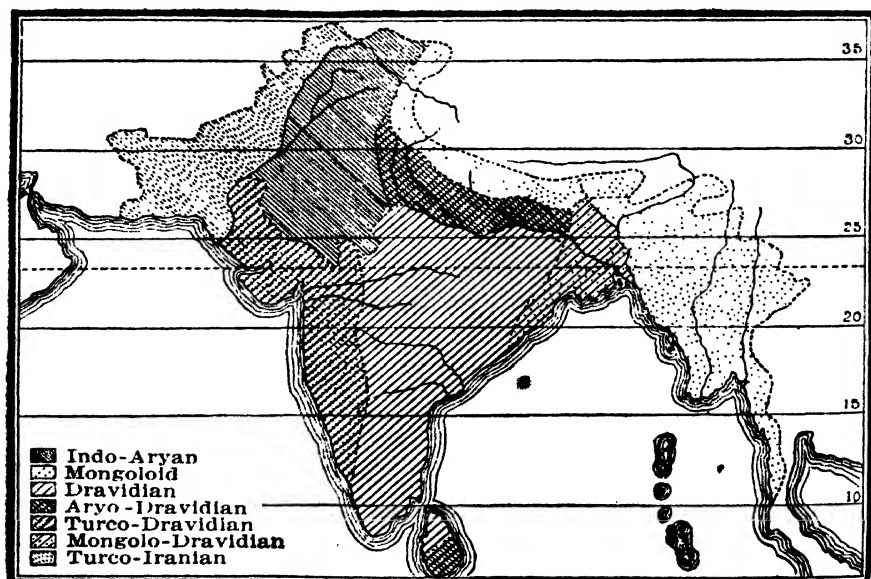 35
30
25
20
15
10
Indo-Aryan
Mongoloid
Dravidian
Aryo-Dravidian
Turco-Dravidian
Mongolo-Dravidian
Turco-Iranian